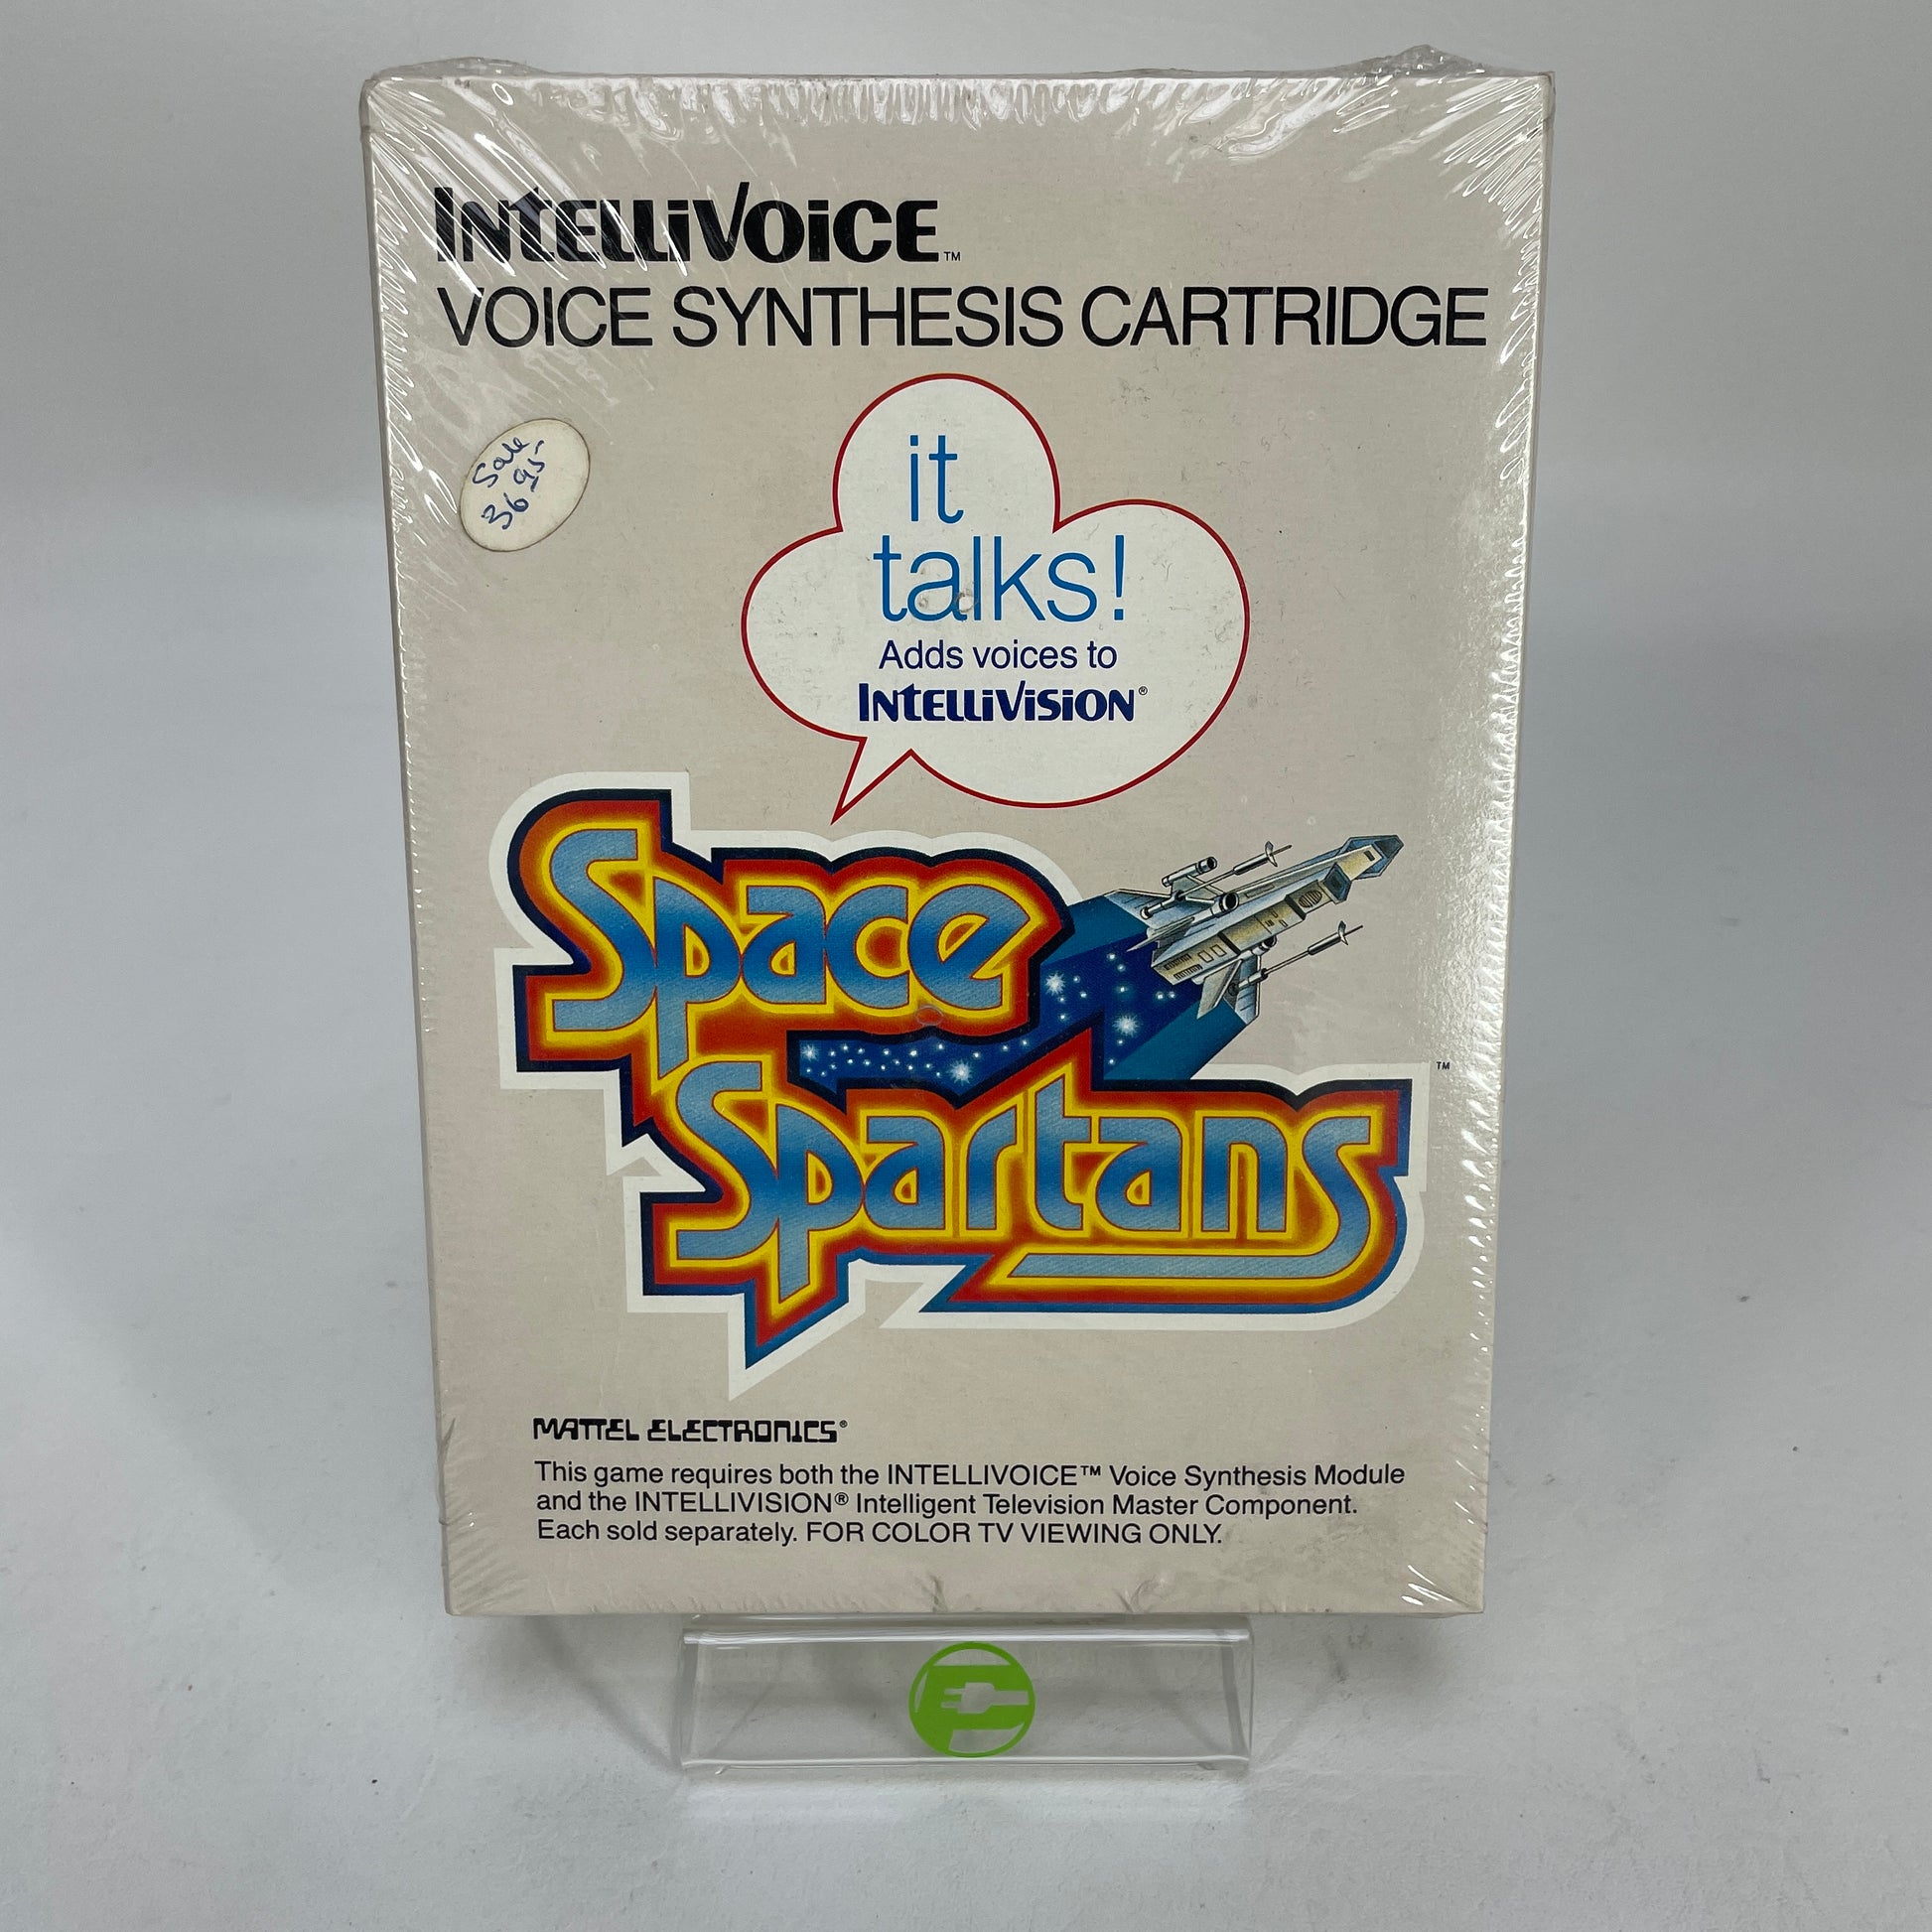 INTELLIVOICE™
VOICE SYNTHESIS CARTRIDGE
Sale
36 95
it
talks!
Adds voices to
INTELLIVISION®
Space
Spartans™
MATTEL ELECTRONICS®
This game requires both the INTELLIVOICE™ Voice Synthesis Module
and the INTELLIVISION® Intelligent Television Master Component.
Each sold separately. FOR COLOR TV VIEWING ONLY.